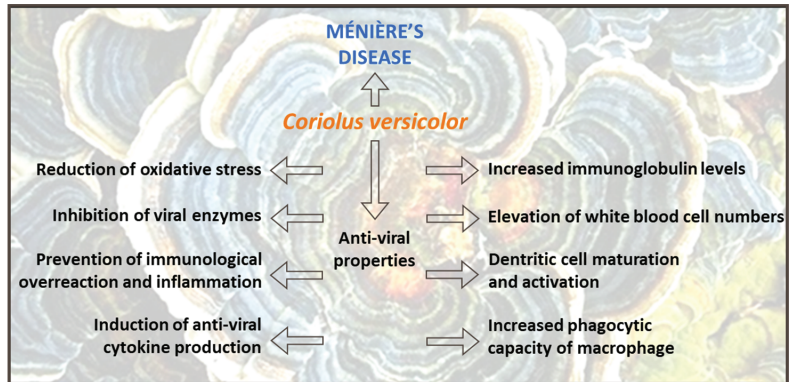 MÉNIÈRE'S
DISEASE
Coriolus versicolor
Reduction of oxidative stress
Inhibition of viral enzymes
Prevention of immunological
overreaction and inflammation
Induction of anti-viral
cytokine production
Anti-viral
properties
Increased immunoglobulin levels
Elevation of white blood cell numbers
Dentritic cell maturation
and activation
Increased phagocytic
capacity of macrophage